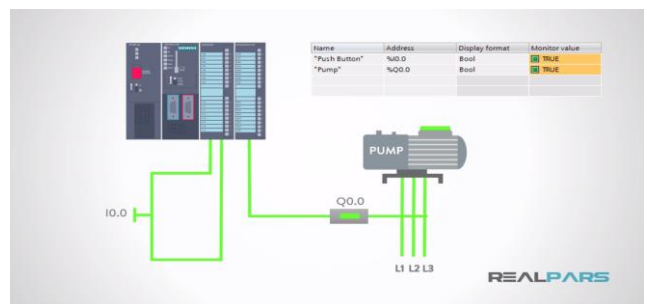 SIEMENS
Name Address Display format Monitor value
"Push Button" %I0.0 Bool TRUE
"Pump" %Q0.0 Bool TRUE
PUMP
I0.0
Q0.0
L1 L2 L3
REALPARS